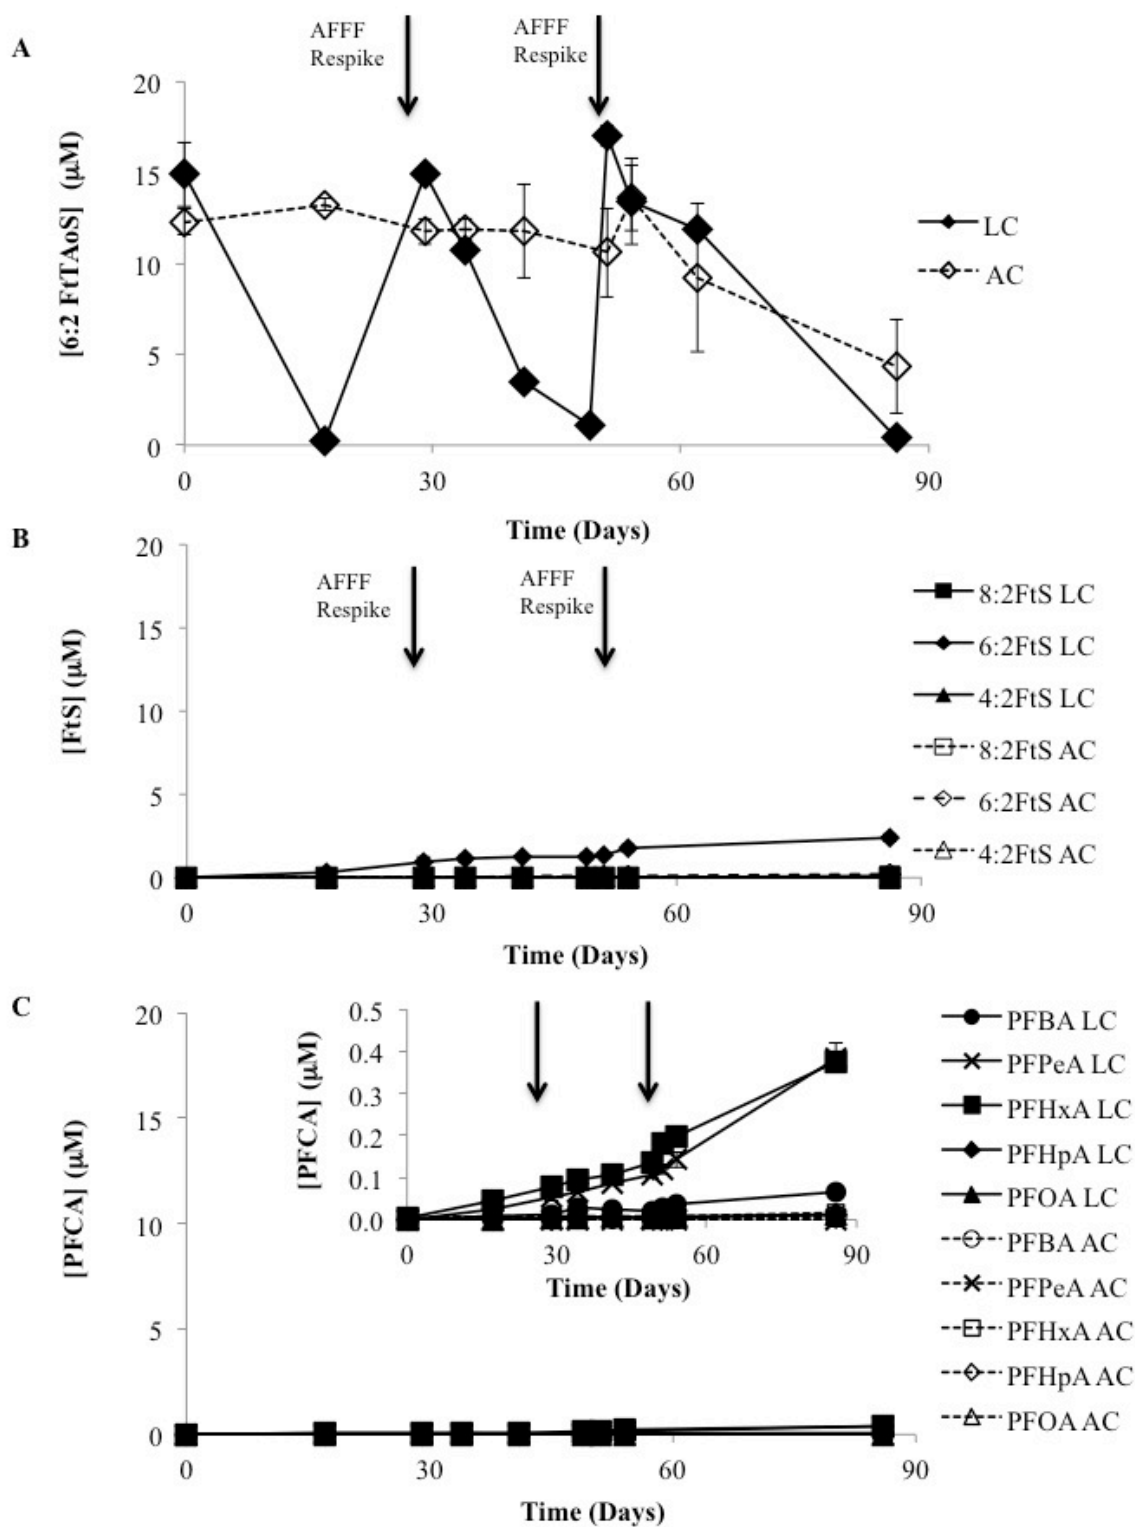 A
AFFF
Respike
AFFF
Respike
[6:2 FtTAoS] (µM)
20
15
10
5
0
0 30 60 90
Time (Days)
LC
AC
B
AFFF
Respike
AFFF
Respike
[FtS] (µM)
20
15
10
5
0
0 30 60 90
Time (Days)
8:2FtS LC
6:2FtS LC
4:2FtS LC
8:2FtS AC
6:2FtS AC
4:2FtS AC
C
[PFCA] (µM)
20
15
10
5
0
0 30 60 90
Time (Days)
[PFCA] (µM)
0.5
0.4
0.3
0.2
0.1
0.0
0 30 60 90
Time (Days)
PFBA LC
PFPeA LC
PFHxA LC
PFHpA LC
PFOA LC
PFBA AC
PFPeA AC
PFHxA AC
PFHpA AC
PFOA AC